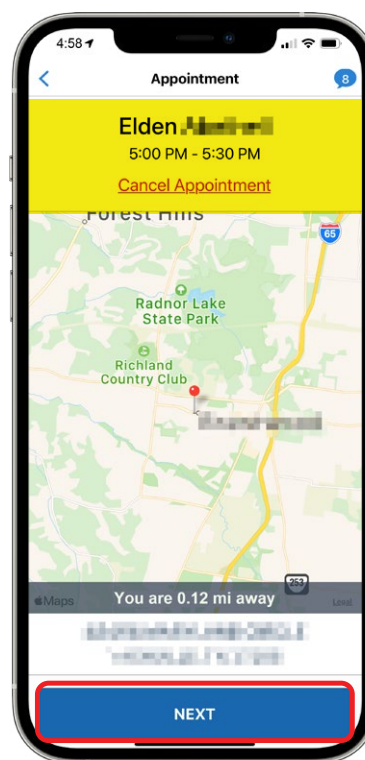 4:58
Appointment
8
Elden
5:00 PM - 5:30 PM
Cancel Appointment
Forest Hills
65
Radnor Lake
State Park
Richland
Country Club
253
Maps
You are 0.12 mi away
Legal
NEXT